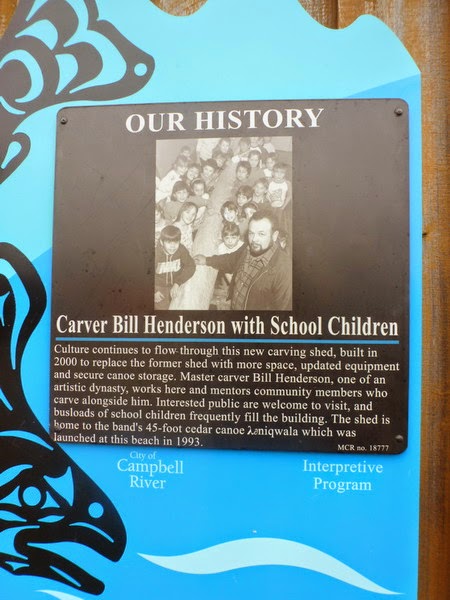 OUR HISTORY
Carver Bill Henderson with School Children
Culture continues to flow through this new carving shed, built in
2000 to replace the former shed with more space, updated equipment
and secure canoe storage. Master carver Bill Henderson, one of an
artistic dynasty, works here and mentors community members who
carve alongside him. Interested public are welcome to visit, and
busloads of school children frequently fill the building. The shed is
home to the band's 45-foot cedar canoe ƛəniqwala which was
launched at this beach in 1993.
MCR no. 18777
City of
Campbell
River
Interpretive
Program